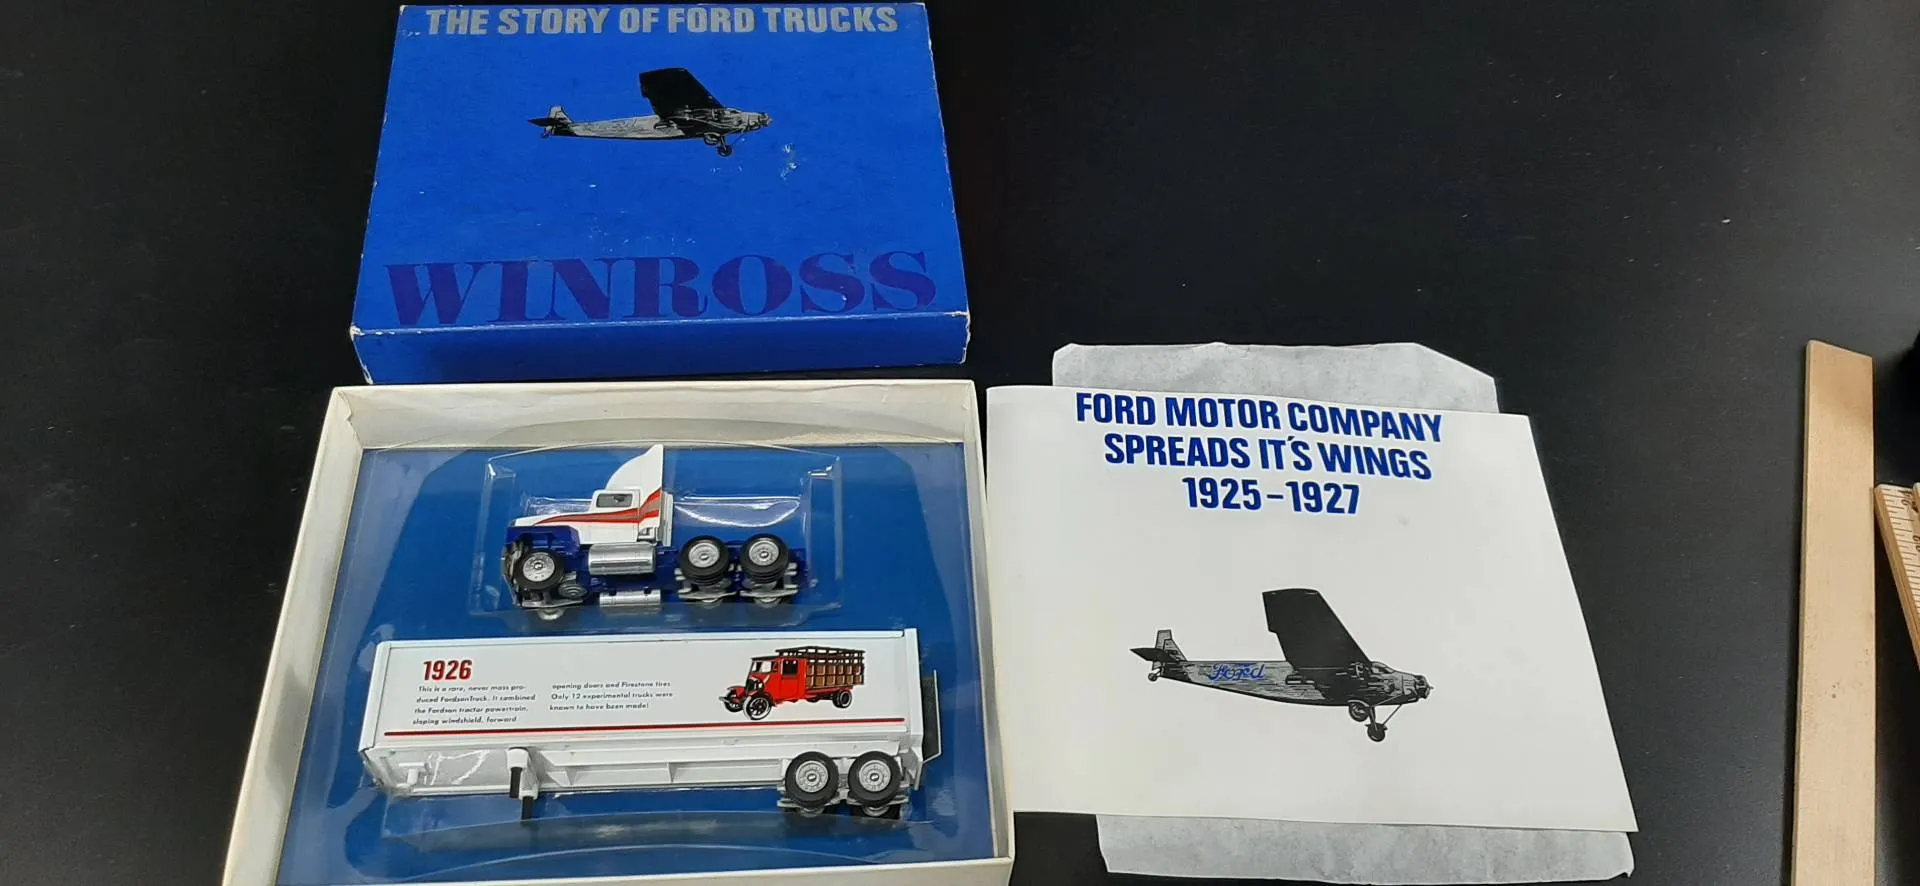 THE STORY OF FORD TRUCKS
WINROSS
FORD MOTOR COMPANY
SPREADS IT'S WINGS
1925-1927
Ford
1926
This is a rare, never mass pro-
duced Fordson Truck. It combined
the Fordson tractor powertrain,
sloping windshield, forward
opening doors and Firestone tires.
Only 12 experimental trucks were
known to have been made!